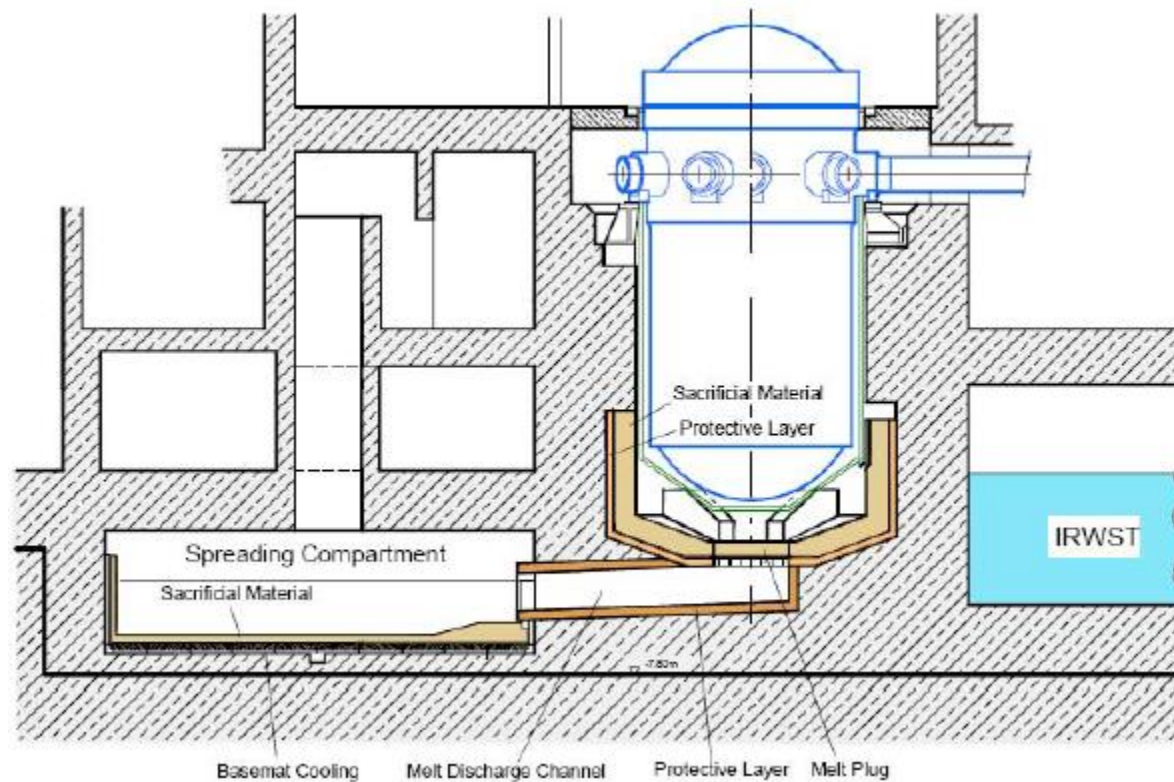 Sacrificial Material
Protective Layer
Spreading Compartment
IRWST
Sacrificial Material
-7.80m
Basemat Cooling
Melt Discharge Channel
Protective Layer
Melt Plug